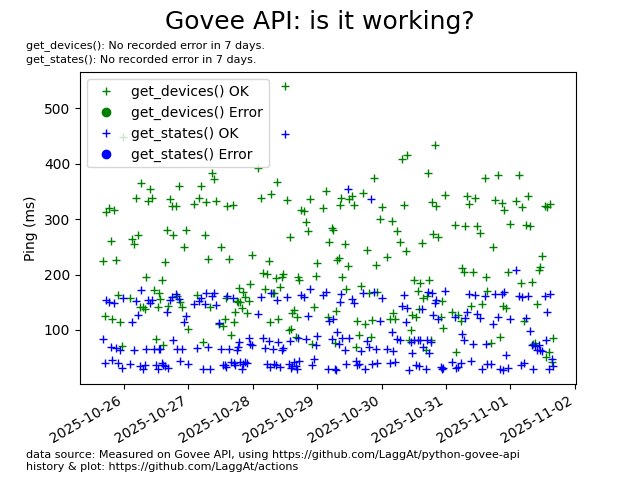 Govee API: is it working?
get_devices(): No recorded error in 7 days.
get_states(): No recorded error in 7 days.
get_devices() OK
get_devices() Error
get_states() OK
get_states() Error
Ping (ms)
500
400
300
200
100
2025-10-26
2025-10-27
2025-10-28
2025-10-29
2025-10-30
2025-10-31
2025-11-01
2025-11-02
data source: Measured on Govee API, using https://github.com/LaggAt/python-govee-api
history & plot: https://github.com/LaggAt/actions